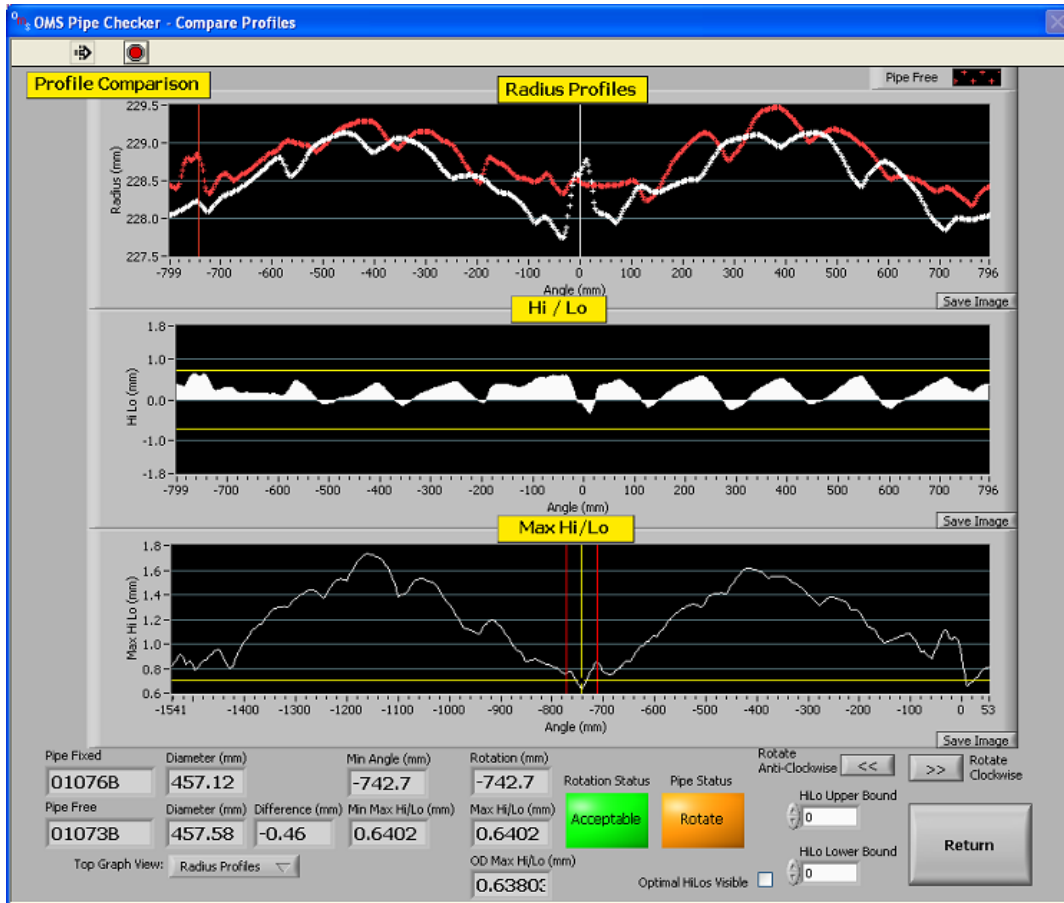 OMS Pipe Checker - Compare Profiles
Profile Comparison
Radius Profiles
Pipe Free
229.5
229.0
228.5
228.0
227.5
Radius (mm)
-799 -700 -600 -500 -400 -300 -200 -100 0 100 200 300 400 500 600 700 796
Angle (mm)
Save Image
Hi / Lo
1.8
1.0
0.0
-1.0
-1.8
Hi Lo (mm)
-799 -700 -600 -500 -400 -300 -200 -100 0 100 200 300 400 500 600 700 796
Angle (mm)
Save Image
Max Hi/Lo
1.8
1.6
1.4
1.2
1.0
0.8
0.6
Max Hi Lo (mm)
-1541 -1400 -1300 -1200 -1100 -1000 -900 -800 -700 -600 -500 -400 -300 -200 -100 0 53
Angle (mm)
Save Image
Pipe Fixed
01076B
Diameter (mm)
457.12
Min Angle (mm)
-742.7
Rotation (mm)
-742.7
Rotation Status
Acceptable
Pipe Status
Rotate
Rotate
Anti-Clockwise
<<
>>
Rotate
Clockwise
Pipe Free
01073B
Diameter (mm)
457.58
Difference (mm)
-0.46
Min Max Hi/Lo (mm)
0.6402
Max Hi/Lo (mm)
0.6402
HiLo Upper Bound
0
Return
Top Graph View: Radius Profiles
OD Max Hi/Lo (mm)
0.6380
Optimal HiLos Visible
HiLo Lower Bound
0